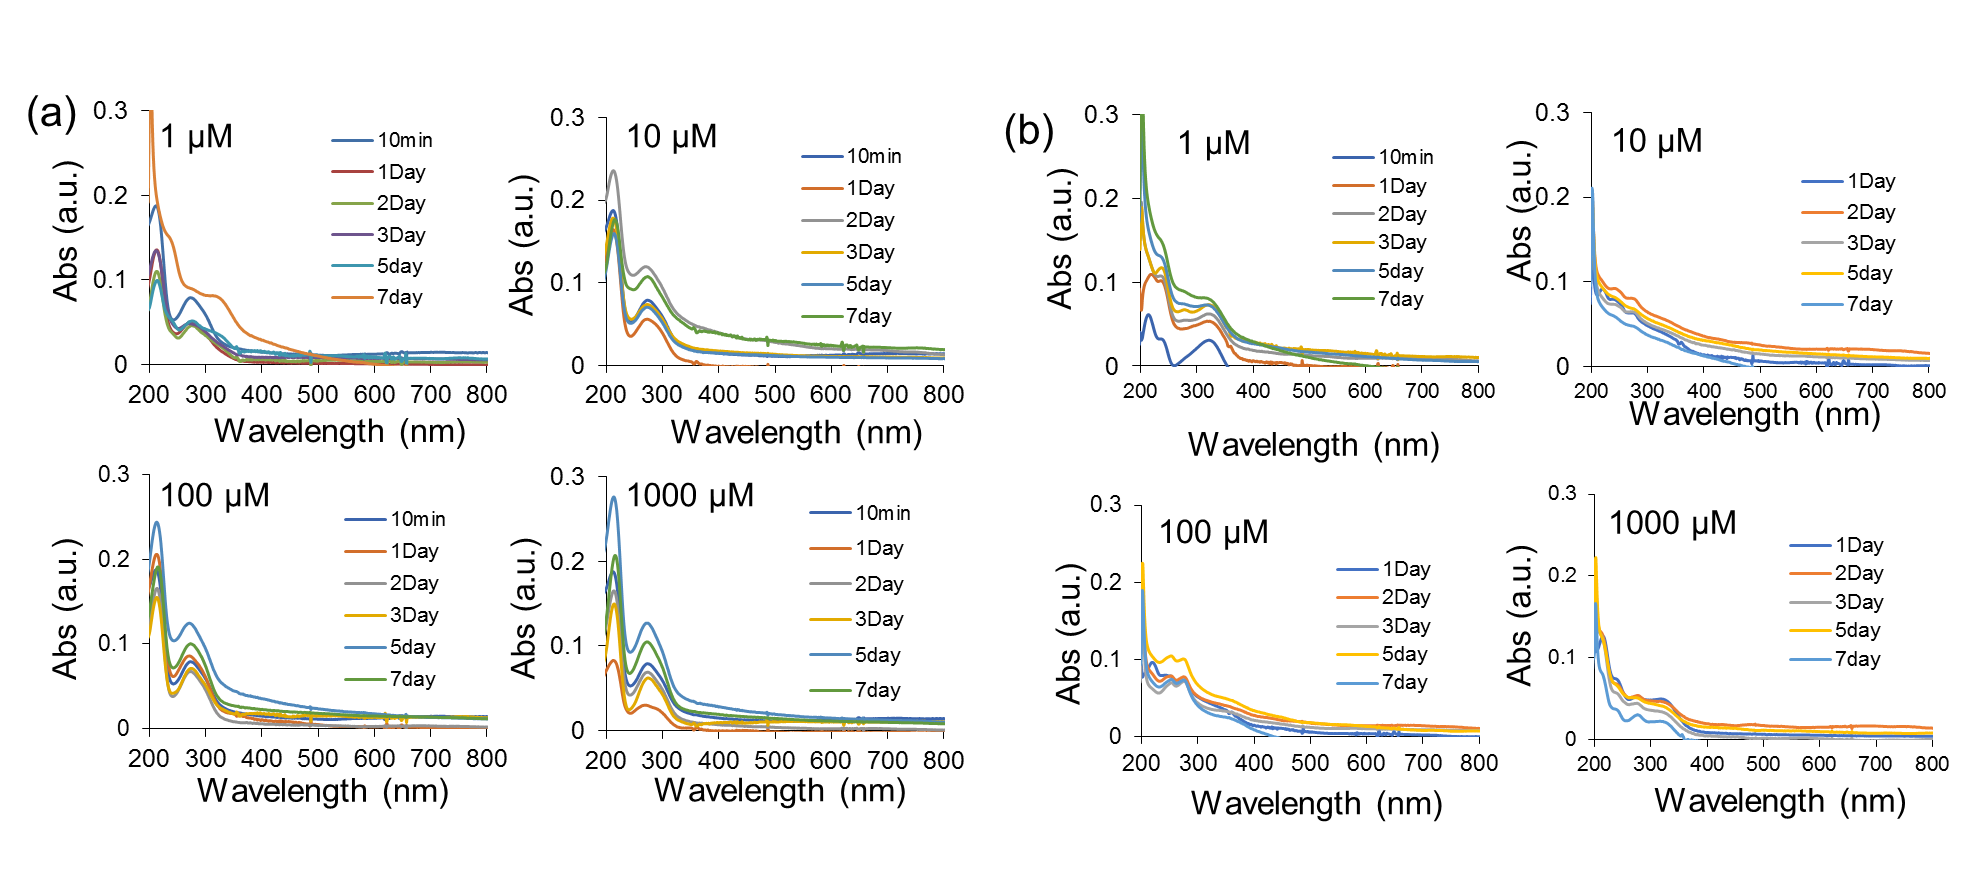 (a)
1 µM
0.3
0.2
0.1
0
Abs (a.u.)
10min
1Day
2Day
3Day
5day
7day
200 300 400 500 600 700 800
Wavelength (nm)
10 µM
0.3
0.2
0.1
0
Abs (a.u.)
10min
1Day
2Day
3Day
5day
7day
200 300 400 500 600 700 800
Wavelength (nm)
100 µM
0.3
0.2
0.1
0
Abs (a.u.)
10min
1Day
2Day
3Day
5day
7day
200 300 400 500 600 700 800
Wavelength (nm)
1000 µM
0.3
0.2
0.1
0
Abs (a.u.)
10min
1Day
2Day
3Day
5day
7day
200 300 400 500 600 700 800
Wavelength (nm)
(b)
1 µM
0.3
0.2
0.1
0
Abs (a.u.)
10min
1Day
2Day
3Day
5day
7day
200 300 400 500 600 700 800
Wavelength (nm)
10 µM
0.3
0.2
0.1
0
Abs (a.u.)
1Day
2Day
3Day
5day
7day
200 300 400 500 600 700 800
Wavelength (nm)
100 µM
0.3
0.2
0.1
0
Abs (a.u.)
1Day
2Day
3Day
5day
7day
200 300 400 500 600 700 800
Wavelength (nm)
1000 µM
0.3
0.2
0.1
0
Abs (a.u.)
1Day
2Day
3Day
5day
7day
200 300 400 500 600 700 800
Wavelength (nm)